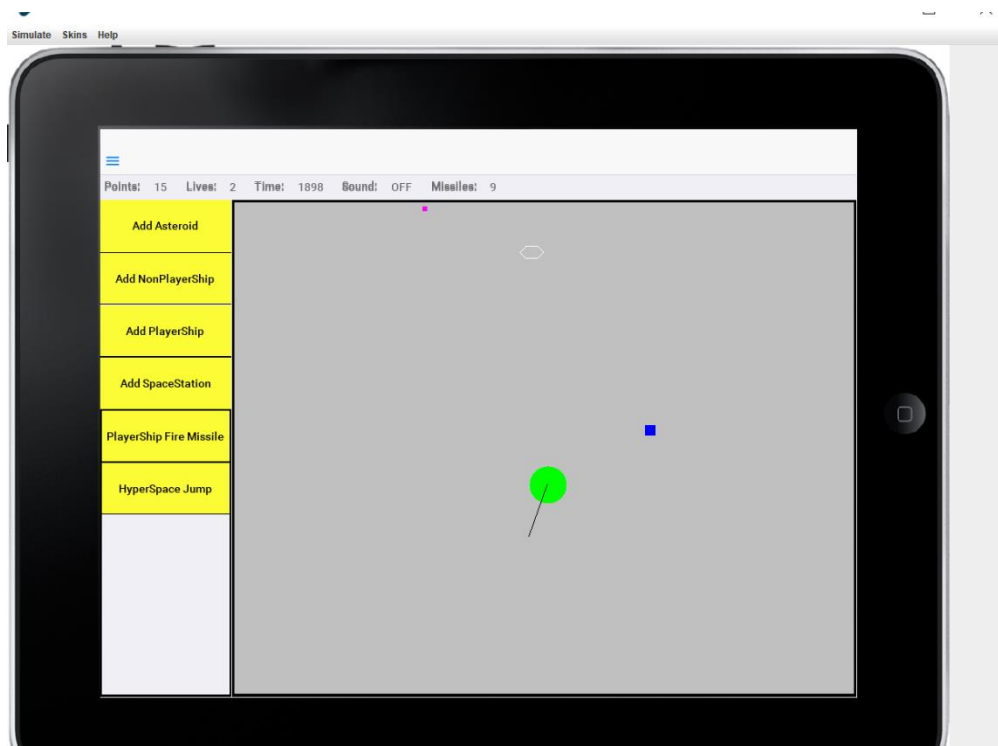 Simulate Skins Help
Points: 15 Lives: 2 Time: 1898 Sound: OFF Missiles: 9
Add Asteroid
Add NonPlayerShip
Add PlayerShip
Add SpaceStation
PlayerShip Fire Missile
HyperSpace Jump